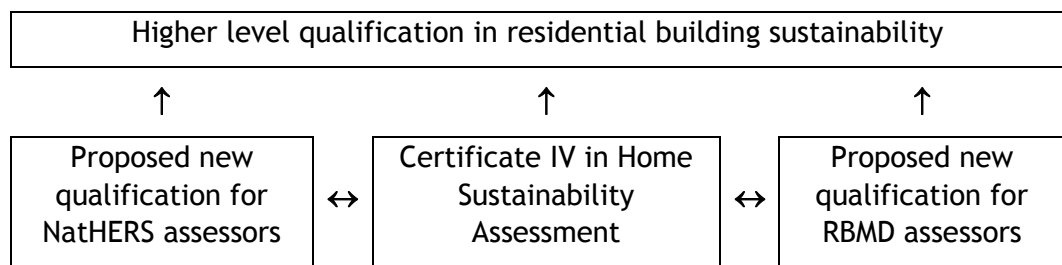 Higher level qualification in residential building sustainability
↑ ↑ ↑
Proposed new
qualification for
NatHERS assessors
↔
Certificate IV in Home
Sustainability
Assessment
↔
Proposed new
qualification for
RBMD assessors